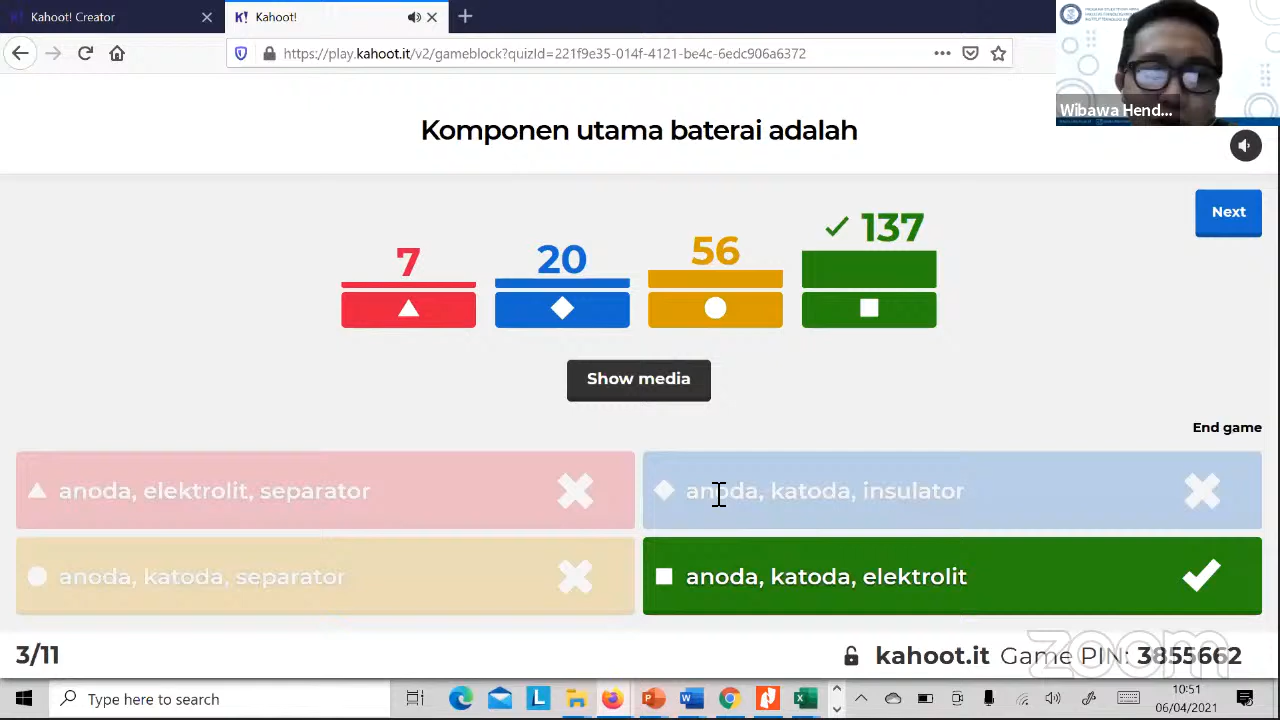 Kahoot! Creator
Kahoot!
https://play.kahoot.it/v2/gameblock?quizId=221f9e35-014f-4121-be4c-6edc906a6372
Wibawa Hend...
Komponen utama baterai adalah
Next
7
20
56
137
Show media
End game
anoda, elektrolit, separator
anoda, katoda, insulator
anoda, katoda, separator
anoda, katoda, elektrolit
3/11
kahoot.it Game PIN: 3855662
zoom
Type here to search
10:51
06/04/2021